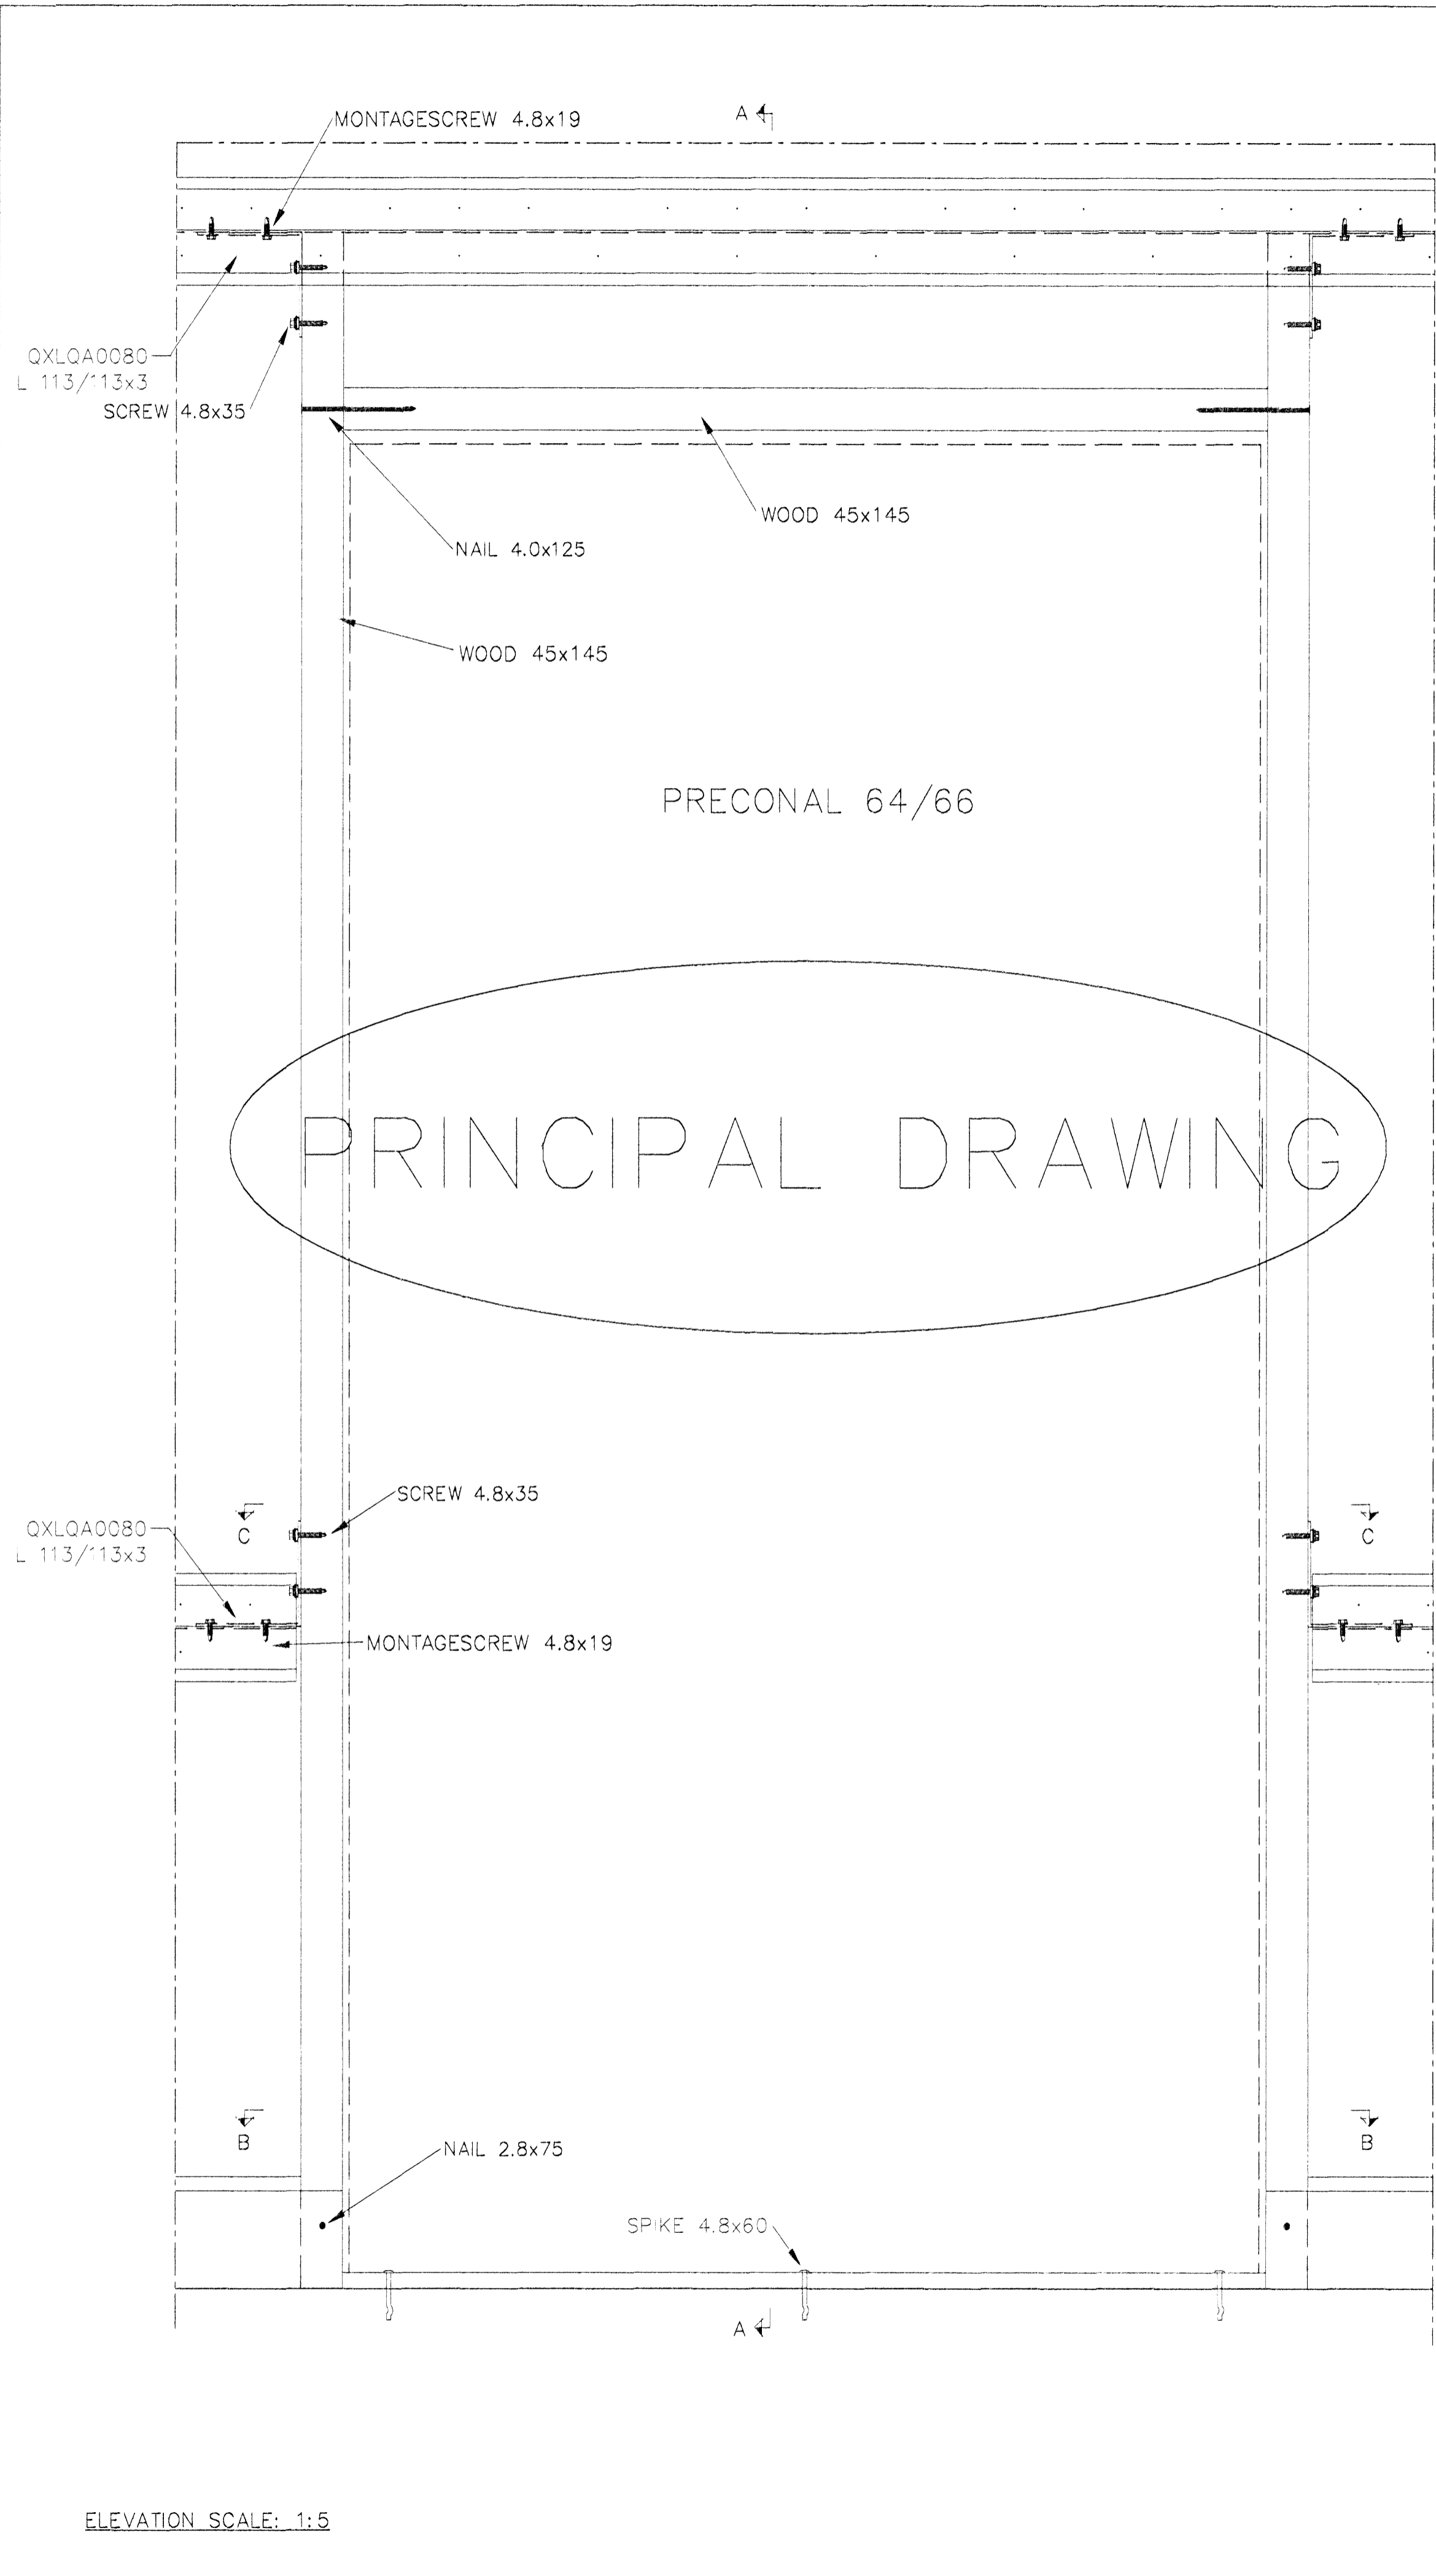 A
MONTAGESCREW 4.8x19
QXLQA0080
L 113/113x3
SCREW 4.8x35
WOOD 45x145
NAIL 4.0x125
WOOD 45x145
PRECONAL 64/66
PRINCIPAL DRAWING
SCREW 4.8x35
QXLQA0080
L 113/113x3
C
C
MONTAGESCREW 4.8x19
B
B
NAIL 2.8x75
SPIKE 4.8x60
A
ELEVATION SCALE: 1:5